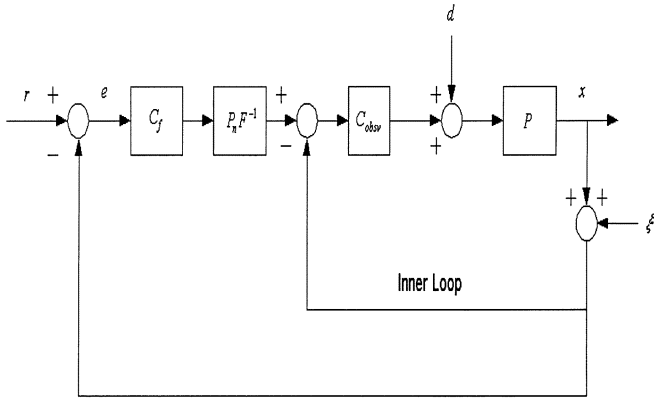 d
r + e + + x
C_f P_n F^{-1} C_obsv P
− − +
+ + ξ
Inner Loop